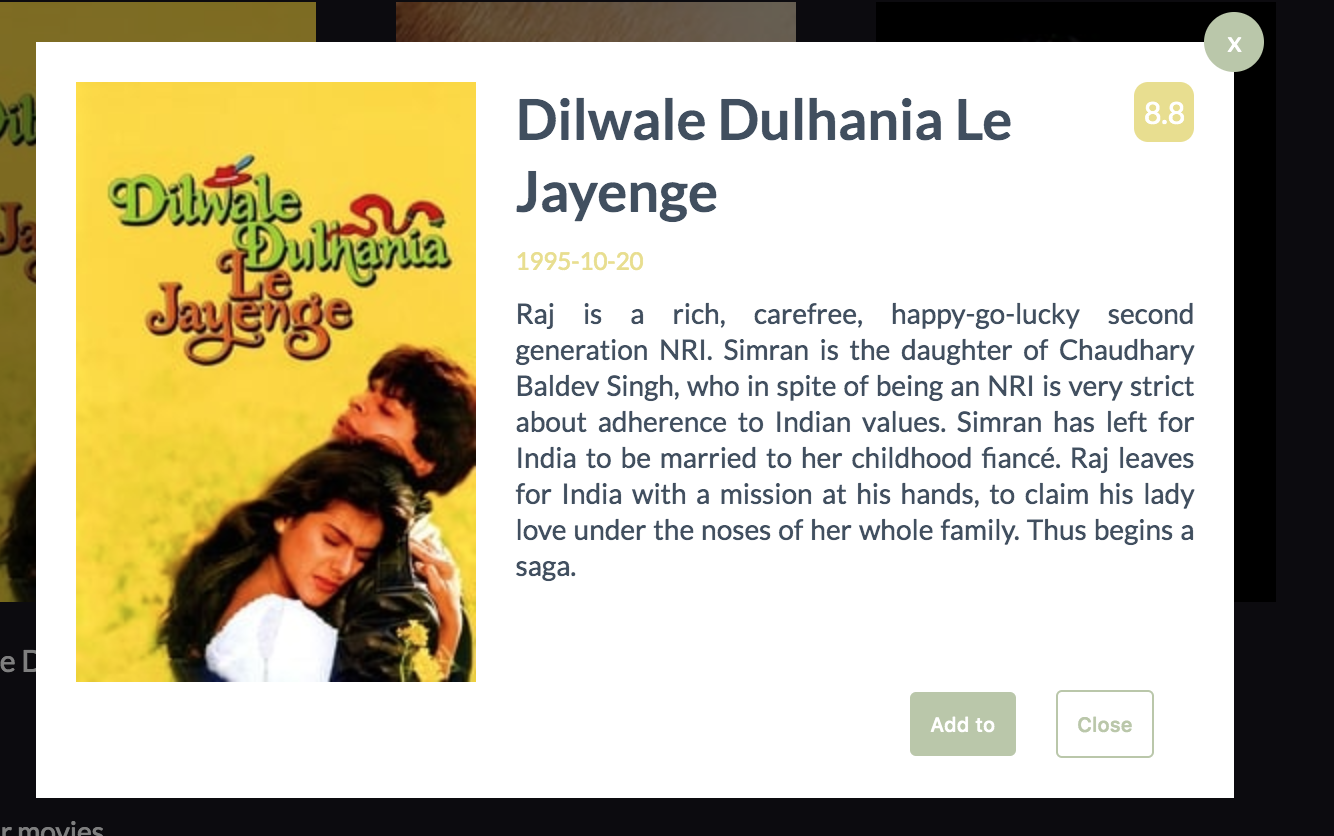 x
Dilwale
Dulhania
Le
Jayenge
Dilwale Dulhania Le
Jayenge
8.8
1995-10-20
Raj is a rich, carefree, happy-go-lucky second
generation NRI. Simran is the daughter of Chaudhary
Baldev Singh, who in spite of being an NRI is very strict
about adherence to Indian values. Simran has left for
India to be married to her childhood fiancé. Raj leaves
for India with a mission at his hands, to claim his lady
love under the noses of her whole family. Thus begins a
saga.
Add to
Close
movies